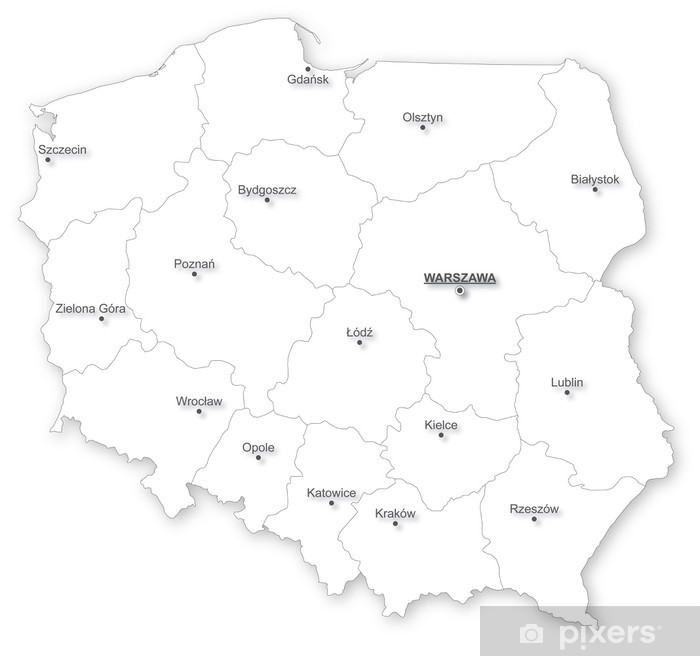 Gdańsk
Olsztyn
Szczecin
Białystok
Bydgoszcz
Poznań
WARSZAWA
Zielona Góra
Łódź
Lublin
Wrocław
Kielce
Opole
Katowice
Kraków
Rzeszów
pixers®